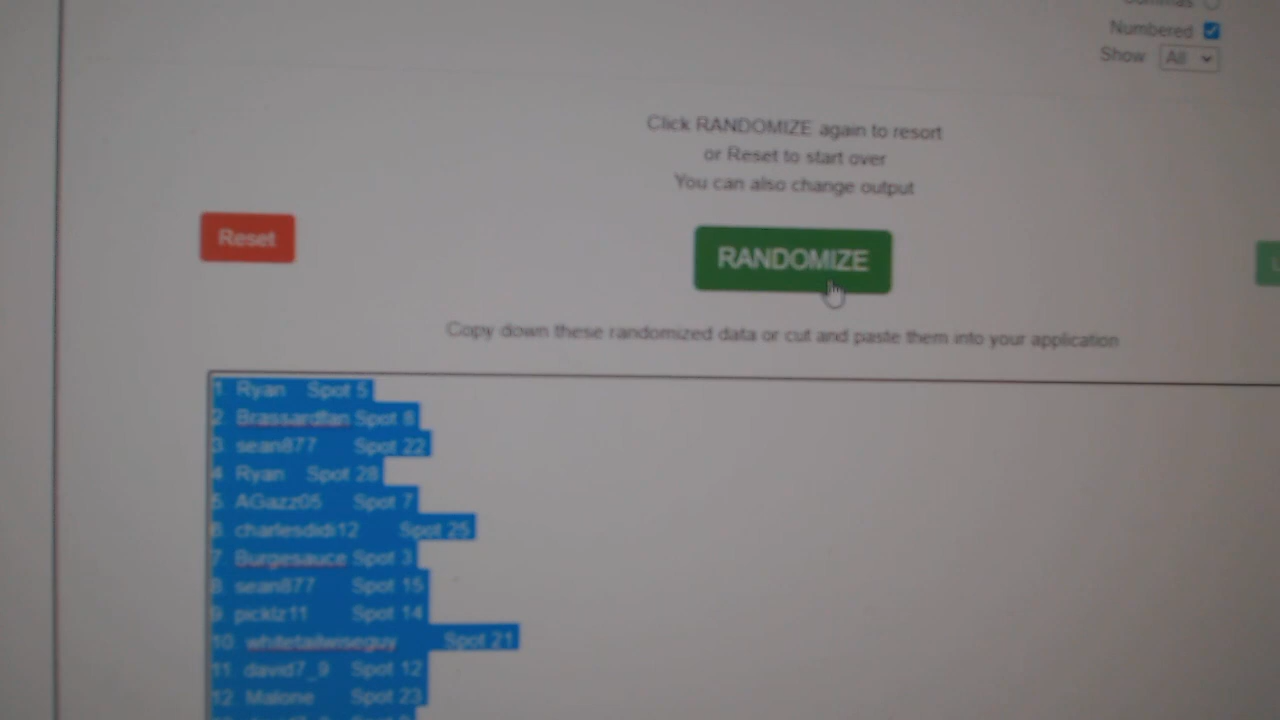 Commas
Numbered
Show All
Click RANDOMIZE again to resort
or Reset to start over
You can also change output
Reset
RANDOMIZE
Copy down these randomized data or cut and paste them into your application
1. Ryan Spot 5
2. Brassardfan Spot 8
3. sean877 Spot 22
4. Ryan Spot 28
5. AGazz05 Spot 7
6. charlesdidi12 Spot 25
7. Burgesauce Spot 3
8. sean877 Spot 15
9. picklz11 Spot 14
10. whitetailwiseguy Spot 21
11. david7_9 Spot 12
12. Malone Spot 23